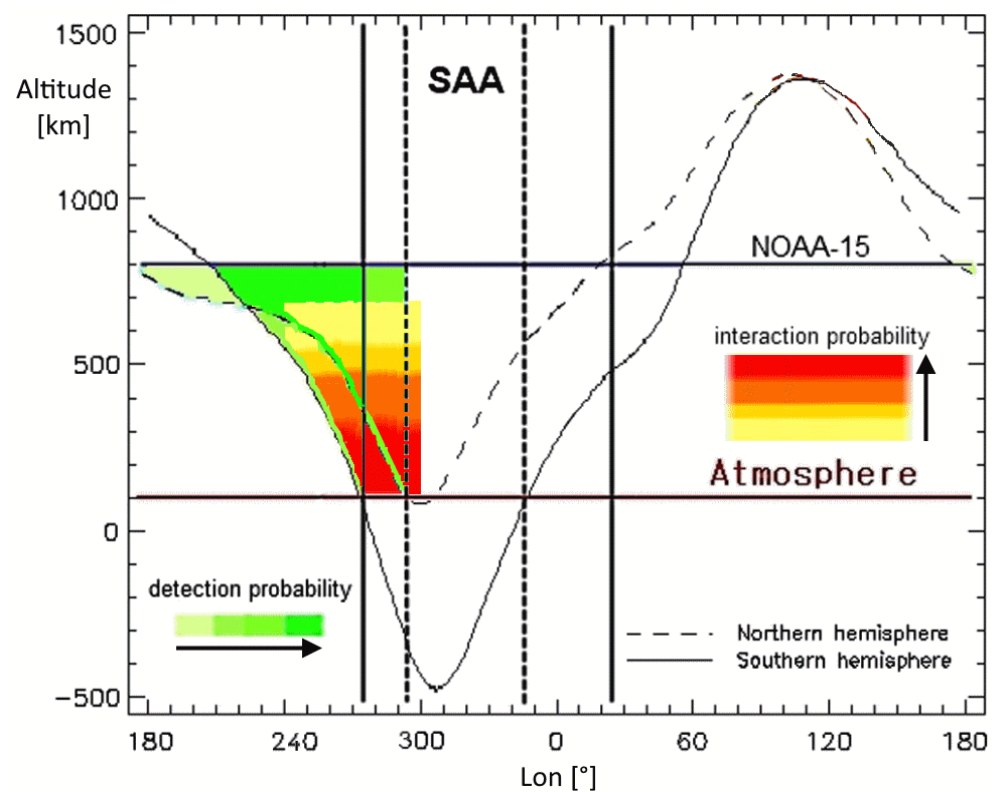 1500
Altitude
[km]
SAA
1000
NOAA-15
500
interaction probability
Atmosphere
0
detection probability
Northern hemisphere
Southern hemisphere
-500
180 240 300 0 60 120 180
Lon [°]